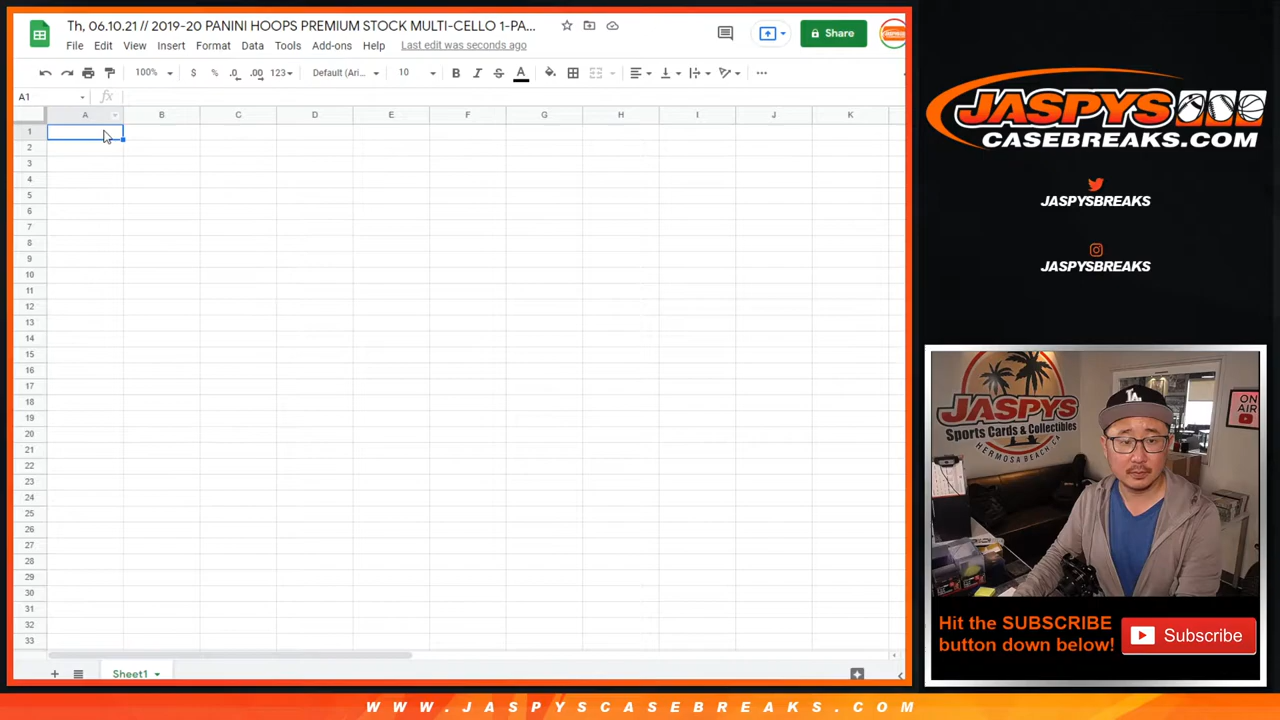 Th, 06.10.21 // 2019-20 PANINI HOOPS PREMIUM STOCK MULTI-CELLO 1-PA...
File Edit View Insert Format Data Tools Add-ons Help Last edit was seconds ago
Share
100% $ % .0 .00 123 Default (Ari... 10 B I S A
A1 fx
A B C D E F G H I J K
1
2
3
4
5
6
7
8
9
10
11
12
13
14
15
16
17
18
19
20
21
22
23
24
25
26
27
28
29
30
31
32
33
Sheet1
JASPYS
CASEBREAKS.COM
JASPYSBREAKS
JASPYSBREAKS
JASPYS
Sports Cards & Collectibles
HERMOSA BEACH, CA
ON
AIR
LA
Hit the SUBSCRIBE
button down below!
Subscribe
WWW.JASPYSCASEBREAKS.COM